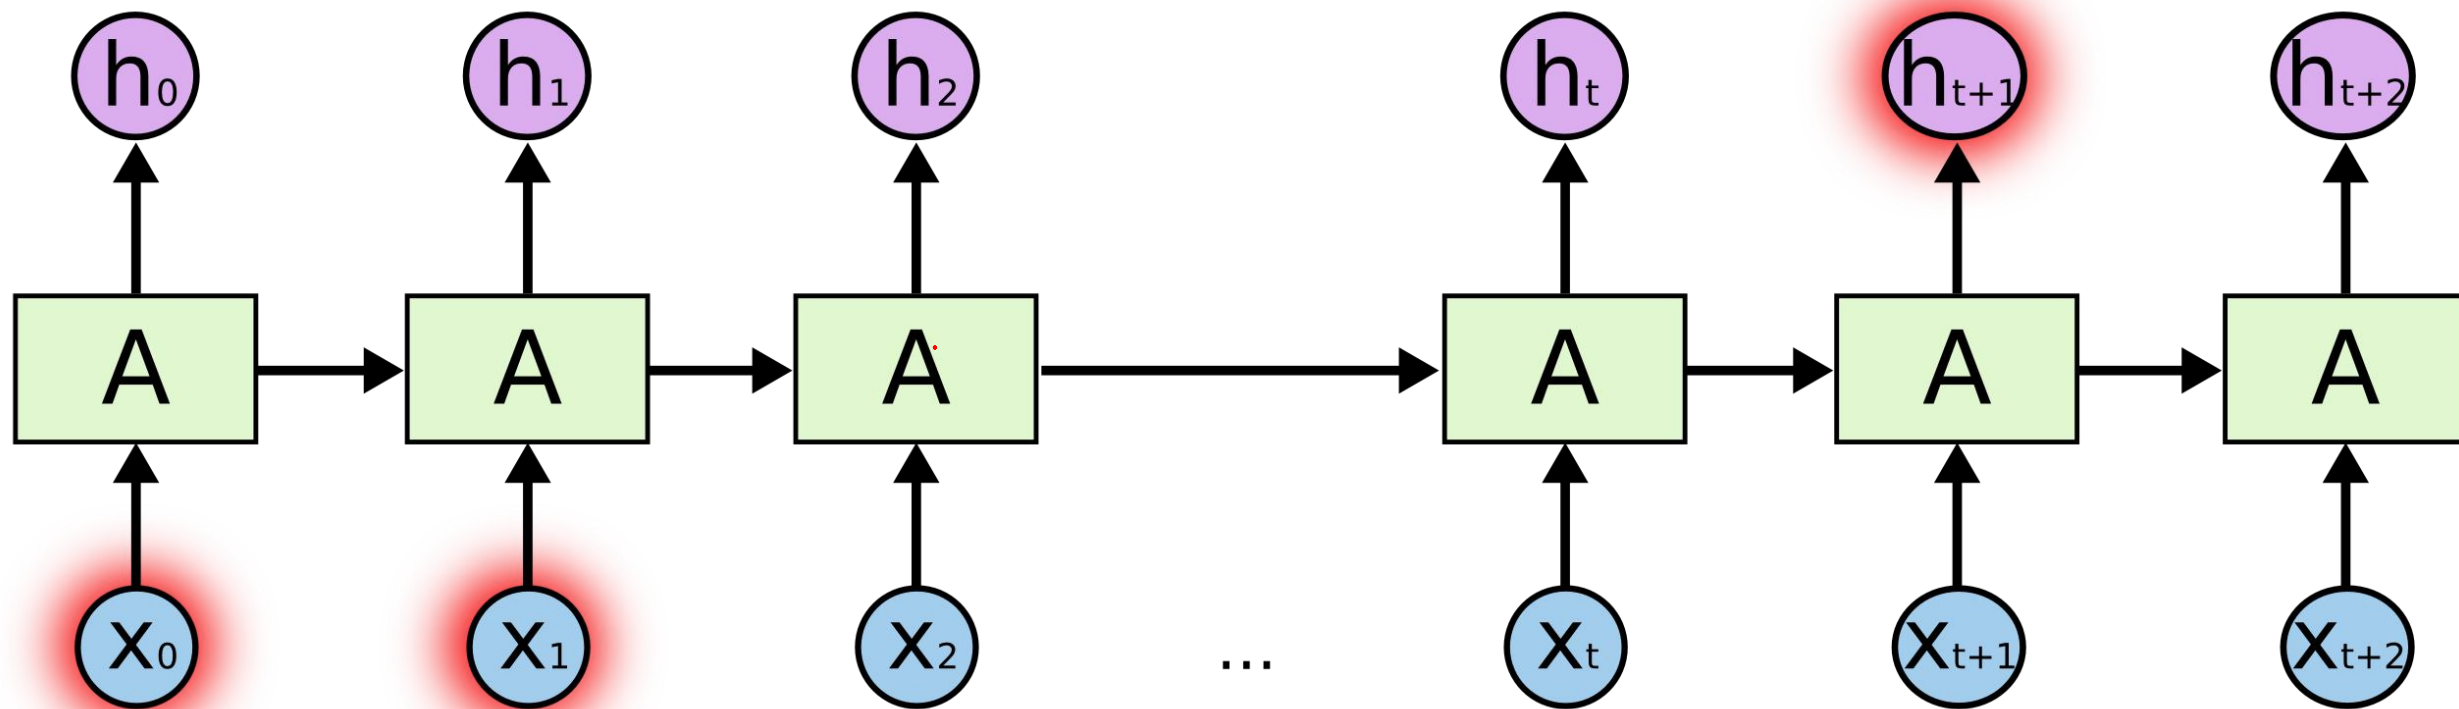 h₀ h₁ h₂ hₜ hₜ₊₁ hₜ₊₂
A A A A A A
x₀ x₁ x₂ ... xₜ xₜ₊₁ xₜ₊₂